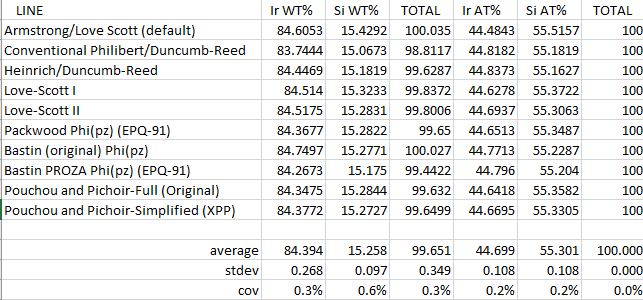 LINE Ir WT% Si WT% TOTAL Ir AT% Si AT% TOTAL
Armstrong/Love Scott (default) 84.6053 15.4292 100.035 44.4843 55.5157 100
Conventional Philibert/Duncumb-Reed 83.7444 15.0673 98.8117 44.8182 55.1819 100
Heinrich/Duncumb-Reed 84.4469 15.1819 99.6287 44.8373 55.1627 100
Love-Scott I 84.514 15.3233 99.8372 44.6278 55.3722 100
Love-Scott II 84.5175 15.2831 99.8006 44.6937 55.3063 100
Packwood Phi(pz) (EPQ-91) 84.3677 15.2822 99.65 44.6513 55.3487 100
Bastin (original) Phi(pz) 84.7497 15.2771 100.027 44.7713 55.2287 100
Bastin PROZA Phi(pz) (EPQ-91) 84.2673 15.175 99.4422 44.796 55.204 100
Pouchou and Pichoir-Full (Original) 84.3475 15.2844 99.632 44.6418 55.3582 100
Pouchou and Pichoir-Simplified (XPP) 84.3772 15.2727 99.6499 44.6695 55.3305 100
average 84.394 15.258 99.651 44.699 55.301 100.000
stdev 0.268 0.097 0.349 0.108 0.108 0.000
cov 0.3% 0.6% 0.3% 0.2% 0.2% 0.0%